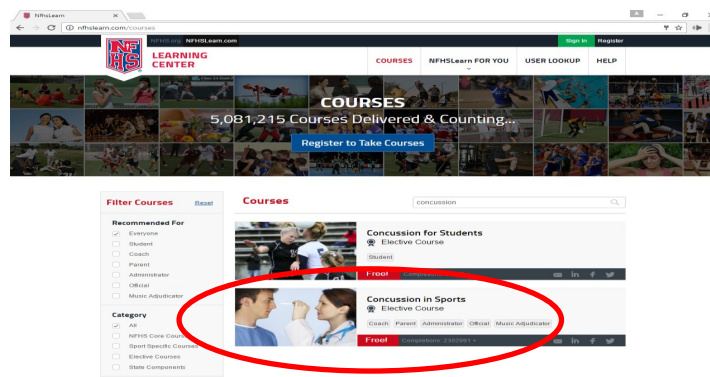 NfhsLearn
nfhslearn.com/courses
NFHS.org NFHSLearn.com
Sign In Register
NF
HS
LEARNING
CENTER
COURSES NFHSLearn FOR YOU USER LOOKUP HELP
COURSES
5,081,215 Courses Delivered & Counting...
Register to Take Courses
Filter Courses Reset
Courses
concussion
Recommended For
Everyone
Student
Coach
Parent
Administrator
Official
Music Adjudicator
Category
All
NFHS Core Courses
Sport Specific Courses
Elective Courses
State Components
Concussion for Students
Elective Course
Student
Free!
Concussion in Sports
Elective Course
Coach Parent Administrator Official Music Adjudicator
Free! Completions: 2302991